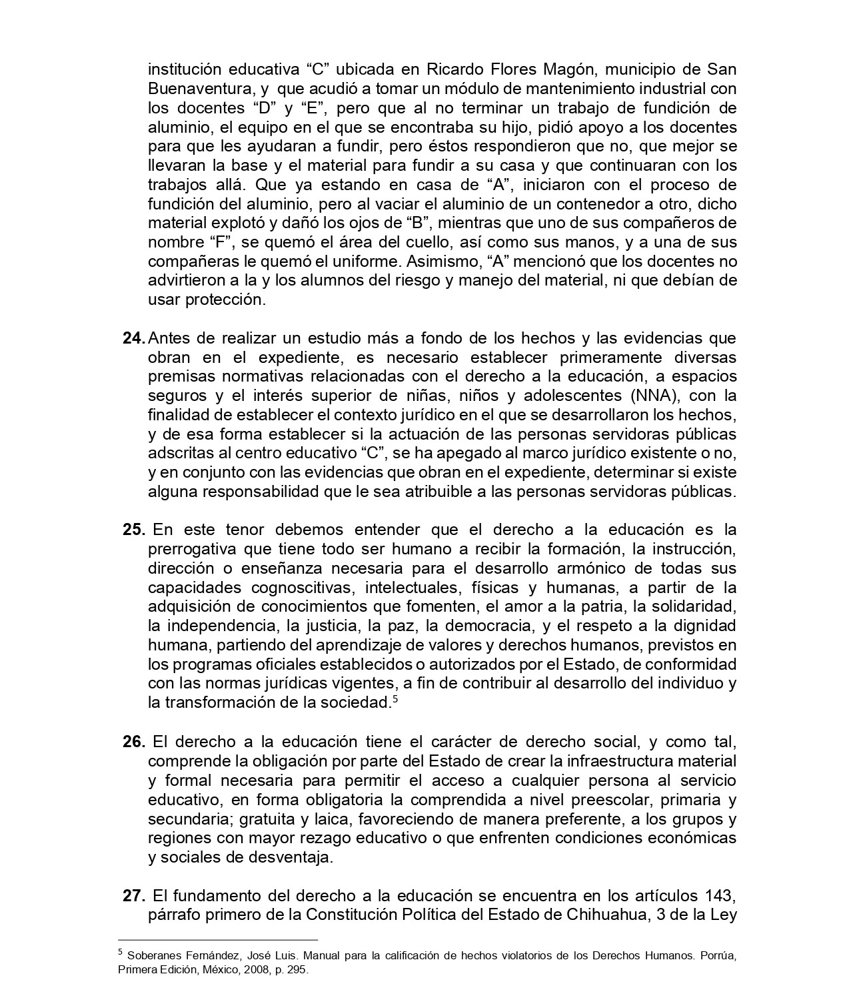 institución educativa “C” ubicada en Ricardo Flores Magón, municipio de San
Buenaventura, y que acudió a tomar un módulo de mantenimiento industrial con
los docentes “D” y “E”, pero que al no terminar un trabajo de fundición de
aluminio, el equipo en el que se encontraba su hijo, pidió apoyo a los docentes
para que les ayudaran a fundir, pero éstos respondieron que no, que mejor se
llevaran la base y el material para fundir a su casa y que continuaran con los
trabajos allá. Que ya estando en casa de “A”, iniciaron con el proceso de
fundición del aluminio, pero al vaciar el aluminio de un contenedor a otro, dicho
material explotó y dañó los ojos de “B”, mientras que uno de sus compañeros de
nombre “F”, se quemó el área del cuello, así como sus manos, y a una de sus
compañeras le quemó el uniforme. Asimismo, “A” mencionó que los docentes no
advirtieron a la y los alumnos del riesgo y manejo del material, ni que debían de
usar protección.
24. Antes de realizar un estudio más a fondo de los hechos y las evidencias que
obran en el expediente, es necesario establecer primeramente diversas
premisas normativas relacionadas con el derecho a la educación, a espacios
seguros y el interés superior de niñas, niños y adolescentes (NNA), con la
finalidad de establecer el contexto jurídico en el que se desarrollaron los hechos,
y de esa forma establecer si la actuación de las personas servidoras públicas
adscritas al centro educativo “C”, se ha apegado al marco jurídico existente o no,
y en conjunto con las evidencias que obran en el expediente, determinar si existe
alguna responsabilidad que le sea atribuible a las personas servidoras públicas.
25. En este tenor debemos entender que el derecho a la educación es la
prerrogativa que tiene todo ser humano a recibir la formación, la instrucción,
dirección o enseñanza necesaria para el desarrollo armónico de todas sus
capacidades cognoscitivas, intelectuales, físicas y humanas, a partir de la
adquisición de conocimientos que fomenten, el amor a la patria, la solidaridad,
la independencia, la justicia, la paz, la democracia, y el respeto a la dignidad
humana, partiendo del aprendizaje de valores y derechos humanos, previstos en
los programas oficiales establecidos o autorizados por el Estado, de conformidad
con las normas jurídicas vigentes, a fin de contribuir al desarrollo del individuo y
la transformación de la sociedad.5
26. El derecho a la educación tiene el carácter de derecho social, y como tal,
comprende la obligación por parte del Estado de crear la infraestructura material
y formal necesaria para permitir el acceso a cualquier persona al servicio
educativo, en forma obligatoria la comprendida a nivel preescolar, primaria y
secundaria; gratuita y laica, favoreciendo de manera preferente, a los grupos y
regiones con mayor rezago educativo o que enfrenten condiciones económicas
y sociales de desventaja.
27. El fundamento del derecho a la educación se encuentra en los artículos 143,
párrafo primero de la Constitución Política del Estado de Chihuahua, 3 de la Ley
5 Soberanes Fernández, José Luis. Manual para la calificación de hechos violatorios de los Derechos Humanos. Porrúa,
Primera Edición, México, 2008, p. 295.